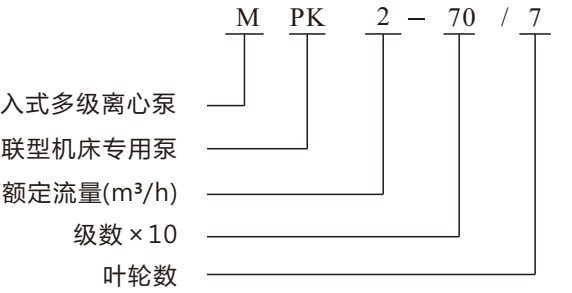 M PK 2 – 70 / 7
入式多级离心泵
联型机床专用泵
额定流量(m³/h)
级数×10
叶轮数